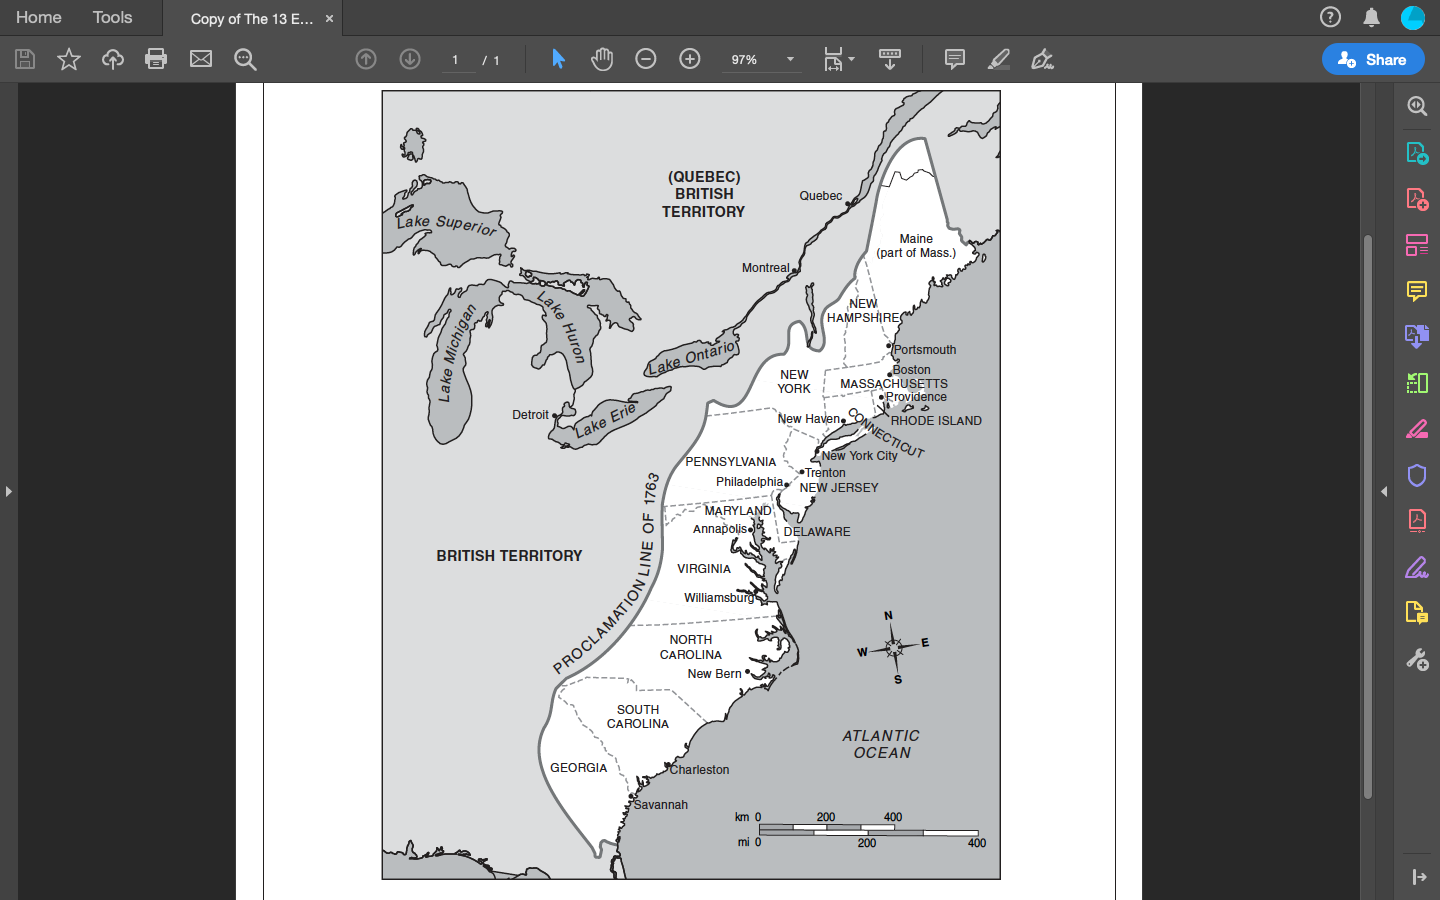 Home
Tools
Copy of The 13 E... ×
1 / 1
97%
Share
(QUEBEC)
BRITISH
TERRITORY
Quebec
Lake Superior
Maine
(part of Mass.)
Montreal
NEW
HAMPSHIRE
Lake Michigan
Lake Huron
Lake Ontario
Portsmouth
Boston
NEW
YORK
MASSACHUSETTS
Providence
Detroit
Lake Erie
New Haven
RHODE ISLAND
CONNECTICUT
New York City
PENNSYLVANIA
Trenton
Philadelphia
NEW JERSEY
MARYLAND
Annapolis
DELAWARE
PROCLAMATION LINE OF 1763
BRITISH TERRITORY
VIRGINIA
Williamsburg
N
W
E
S
NORTH
CAROLINA
New Bern
SOUTH
CAROLINA
ATLANTIC
OCEAN
GEORGIA
Charleston
Savannah
km 0 200 400
mi 0 200 400